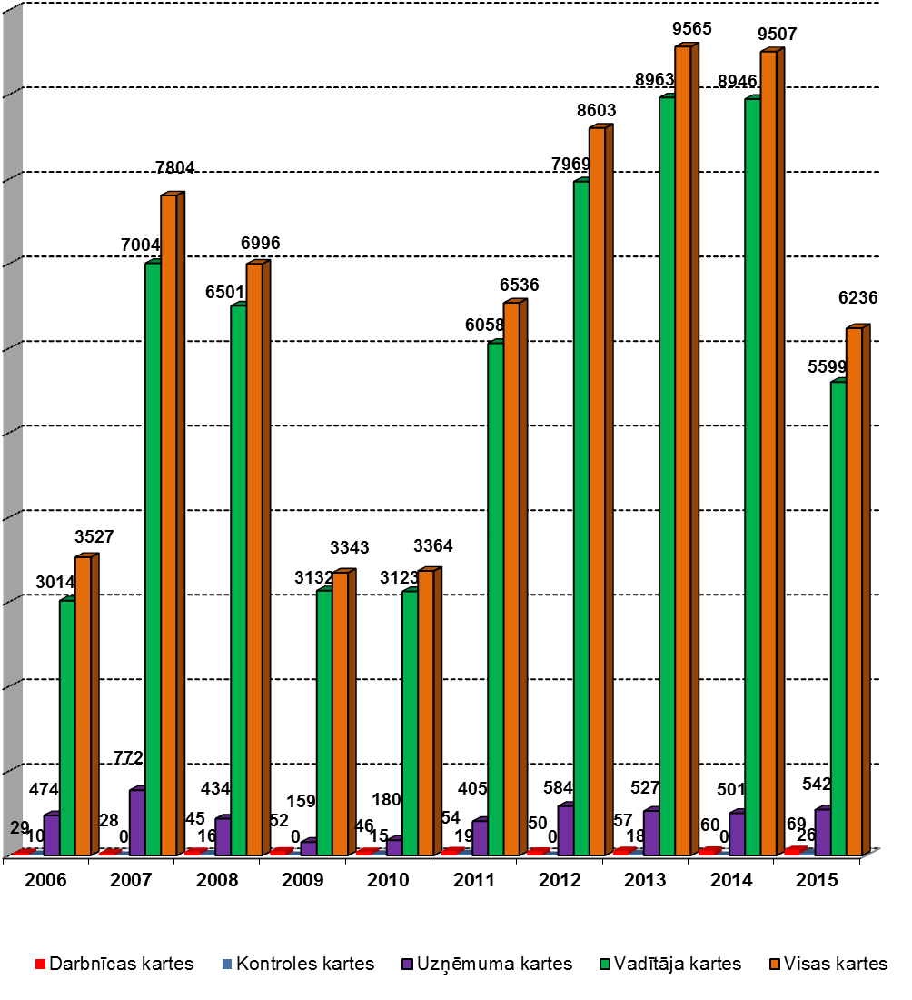 9565
9507
8963
8946
8603
7969
7804
7004
6996
6501
6536
6058
6236
5599
3527
3014
3343
3132
3364
3123
29 10 474
28 0 772
45 16 434
52 0 159
46 15 180
54 19 405
50 0 584
57 18 527
60 0 501
69 26 542
2006 2007 2008 2009 2010 2011 2012 2013 2014 2015
Darbnīcas kartes Kontroles kartes Uzņēmuma kartes Vadītāja kartes Visas kartes